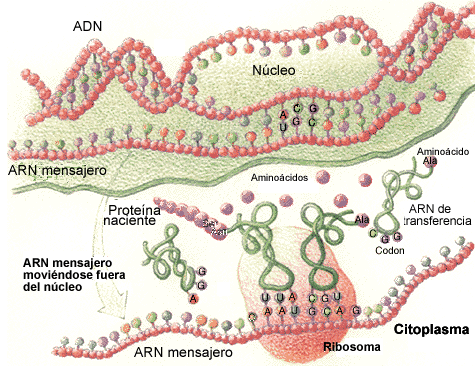 ADN
Núcleo
A C G
U G C
ARN mensajero
Aminoácido
Ala
Aminoácidos
Proteína
naciente
Ala
ARN de
transferencia
C G G
Codon
ARN mensajero
moviéndose fuera
del núcleo
G
G
A
U U A C G U
A A U G C A G
Citoplasma
ARN mensajero
Ribosoma